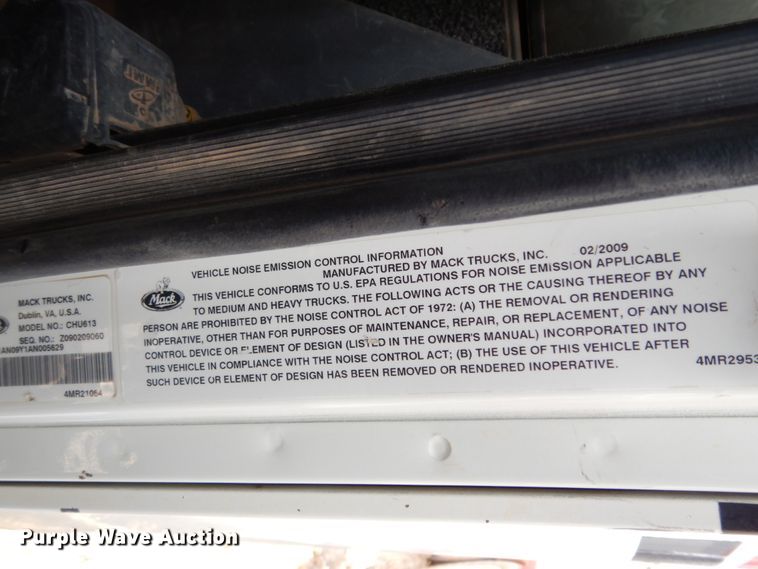 MACK TRUCKS, INC.
Dublin, VA, U.S.A.
MODEL NO.: CHU613
SEQ. NO.: Z090209060
AN09Y1AN005629
4MR21064
VEHICLE NOISE EMISSION CONTROL INFORMATION
MANUFACTURED BY MACK TRUCKS, INC. 02/2009
Mack
THIS VEHICLE CONFORMS TO U.S. EPA REGULATIONS FOR NOISE EMISSION APPLICABLE
TO MEDIUM AND HEAVY TRUCKS. THE FOLLOWING ACTS OR THE CAUSING THEREOF BY ANY
PERSON ARE PROHIBITED BY THE NOISE CONTROL ACT OF 1972: (A) THE REMOVAL OR RENDERING
INOPERATIVE, OTHER THAN FOR PURPOSES OF MAINTENANCE, REPAIR, OR REPLACEMENT, OF ANY NOISE
CONTROL DEVICE OR ELEMENT OF DESIGN (LISTED IN THE OWNER'S MANUAL) INCORPORATED INTO
THIS VEHICLE IN COMPLIANCE WITH THE NOISE CONTROL ACT; (B) THE USE OF THIS VEHICLE AFTER
SUCH DEVICE OR ELEMENT OF DESIGN HAS BEEN REMOVED OR RENDERED INOPERATIVE.
4MR2953
Purple Wave Auction